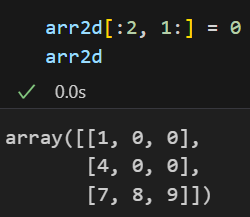 arr2d[:2, 1:] = 0
arr2d
0.0s
array([[1, 0, 0],
       [4, 0, 0],
       [7, 8, 9]])